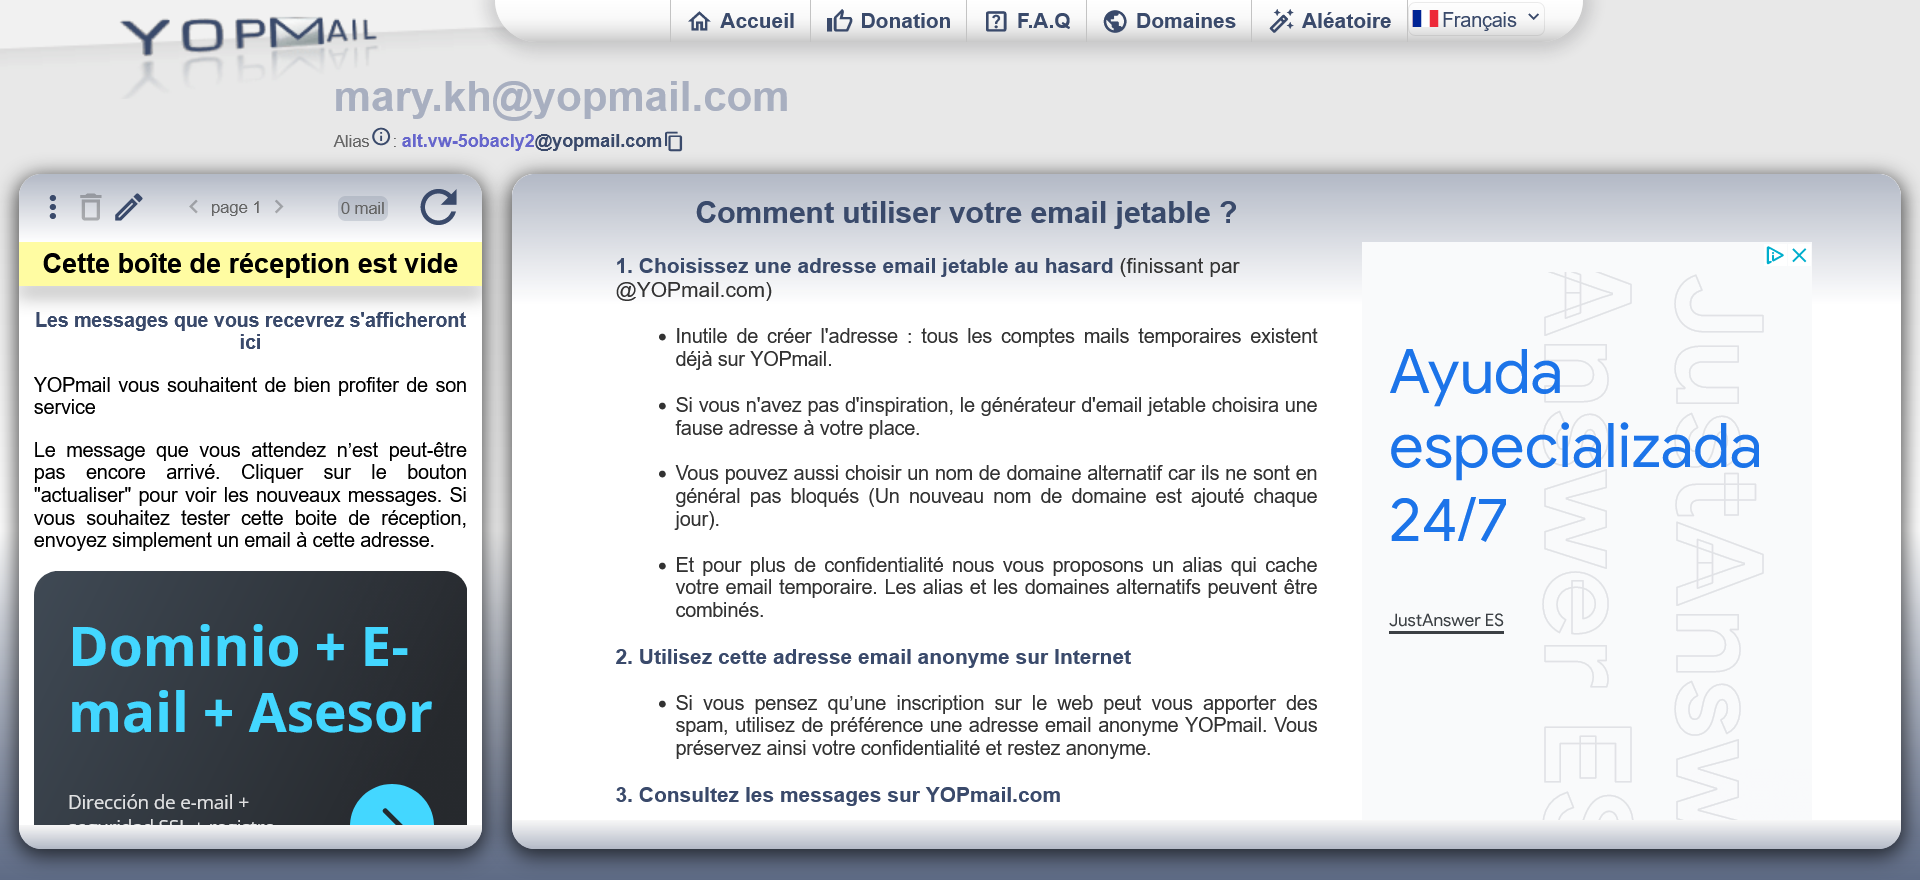 YOPMAIL
Accueil
Donation
F.A.Q
Domaines
Aléatoire
Français
mary.kh@yopmail.com
Alias : alt.vw-5obacly2@yopmail.com
page 1
0 mail
Cette boîte de réception est vide
Les messages que vous recevrez s'afficheront
ici
YOPmail vous souhaitent de bien profiter de son
service
Le message que vous attendez n’est peut-être
pas encore arrivé. Cliquer sur le bouton
"actualiser" pour voir les nouveaux messages. Si
vous souhaitez tester cette boite de réception,
envoyez simplement un email à cette adresse.
Dominio + E-
mail + Asesor
Dirección de e-mail +
seguridad SSL + registro
Comment utiliser votre email jetable ?
1. Choisissez une adresse email jetable au hasard (finissant par
@YOPmail.com)
Inutile de créer l'adresse : tous les comptes mails temporaires existent
déjà sur YOPmail.
Si vous n'avez pas d'inspiration, le générateur d'email jetable choisira une
fause adresse à votre place.
Vous pouvez aussi choisir un nom de domaine alternatif car ils ne sont en
général pas bloqués (Un nouveau nom de domaine est ajouté chaque
jour).
Et pour plus de confidentialité nous vous proposons un alias qui cache
votre email temporaire. Les alias et les domaines alternatifs peuvent être
combinés.
2. Utilisez cette adresse email anonyme sur Internet
Si vous pensez qu’une inscription sur le web peut vous apporter des
spam, utilisez de préférence une adresse email anonyme YOPmail. Vous
préservez ainsi votre confidentialité et restez anonyme.
3. Consultez les messages sur YOPmail.com
Ayuda
especializada
24/7
JustAnswer ES
JustAnsw
Answer ES